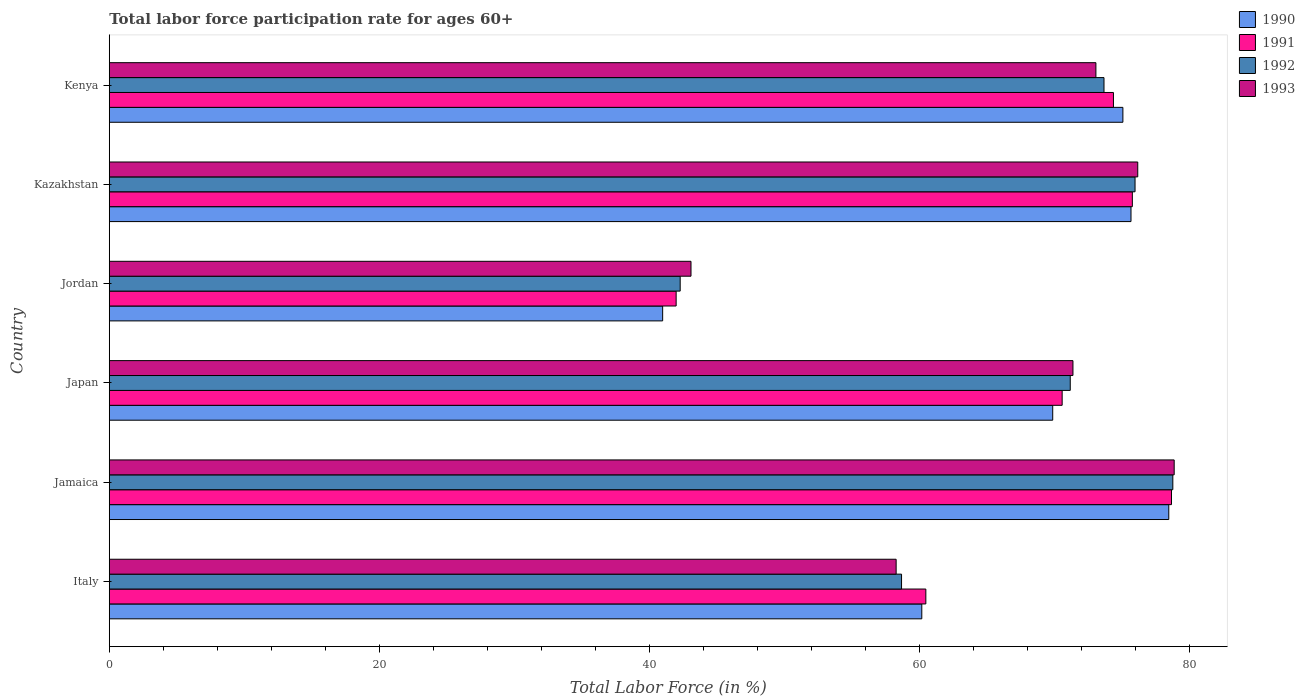 Total labor force participation rate for ages 60+
1990
1991
1992
1993
Kenya
Kazakhstan
Jordan
Japan
Jamaica
Italy
Country
0
20
40
60
80
Total Labor Force (in %)